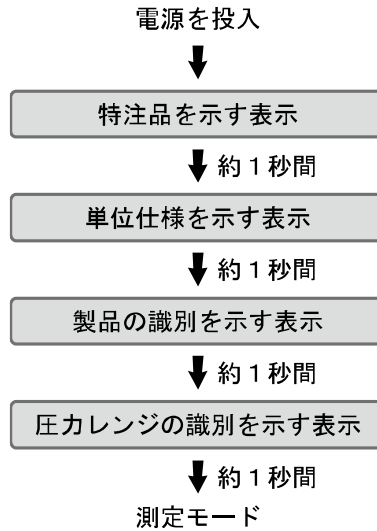 電源を投入
特注品を示す表示
約1秒間
単位仕様を示す表示
約1秒間
製品の識別を示す表示
約1秒間
圧力レンジの識別を示す表示
約1秒間
測定モード